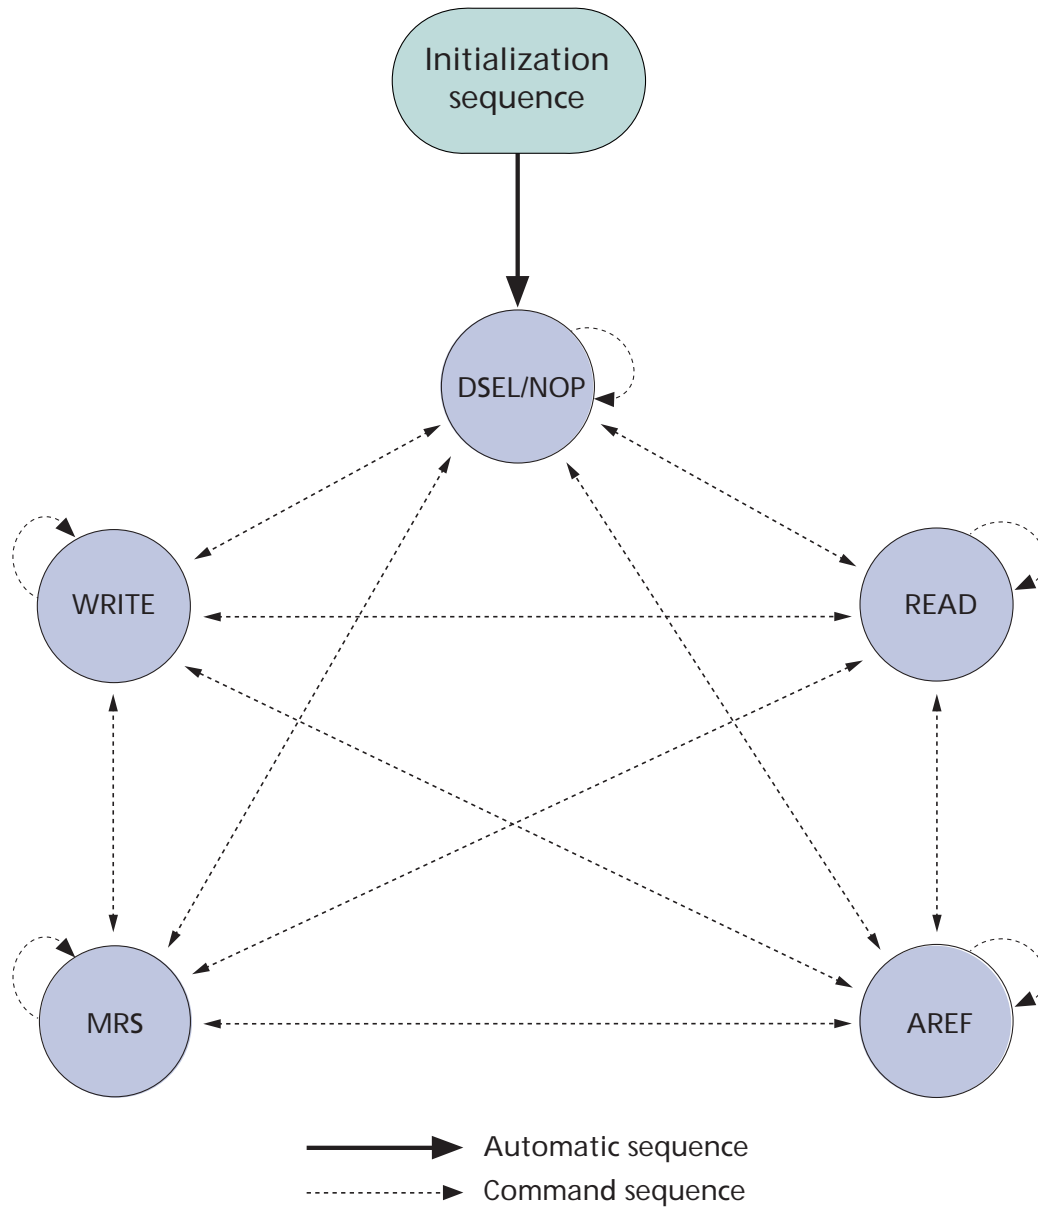 Initialization
sequence
DSEL/NOP
WRITE
READ
MRS
AREF
Automatic sequence
Command sequence